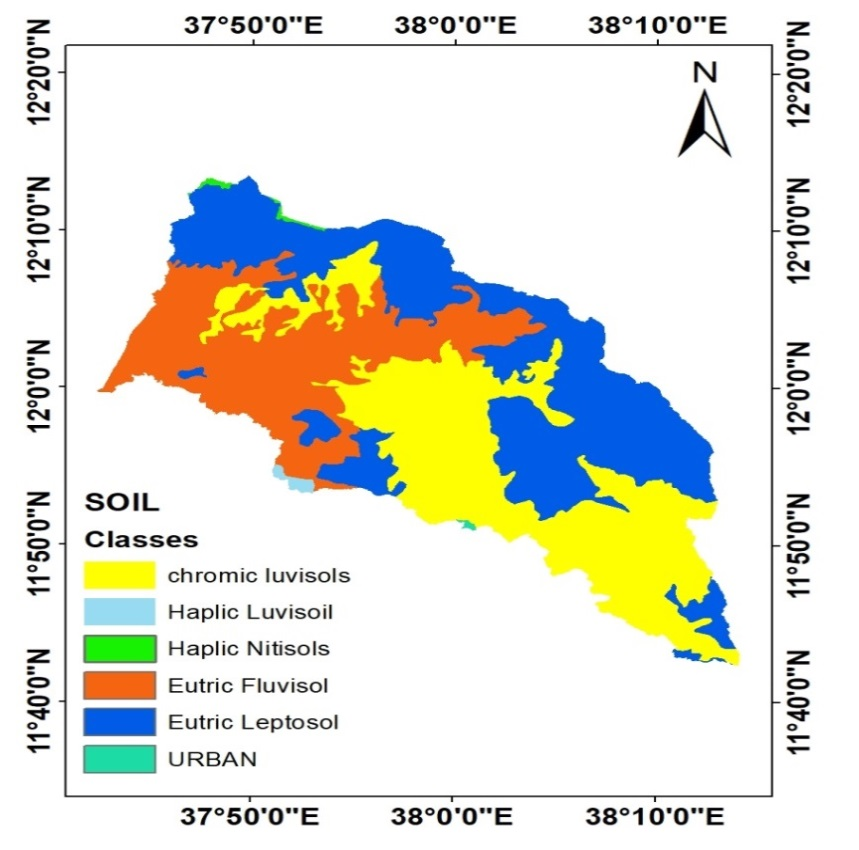 37°50'0"E 38°0'0"E 38°10'0"E
N
12°20'0"N 12°20'0"N
12°10'0"N 12°10'0"N
12°0'0"N 12°0'0"N
11°50'0"N 11°50'0"N
11°40'0"N 11°40'0"N
SOIL
Classes
chromic luvisols
Haplic Luvisoil
Haplic Nitisols
Eutric Fluvisol
Eutric Leptosol
URBAN
37°50'0"E 38°0'0"E 38°10'0"E